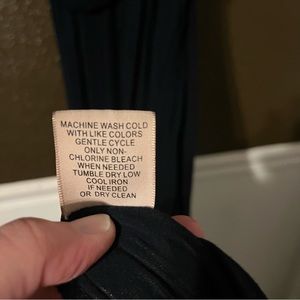 MACHINE WASH COLD
WITH LIKE COLORS
GENTLE CYCLE
ONLY NON-
CHLORINE BLEACH
WHEN NEEDED
TUMBLE DRY LOW
COOL IRON
IF NEEDED
OR DRY CLEAN